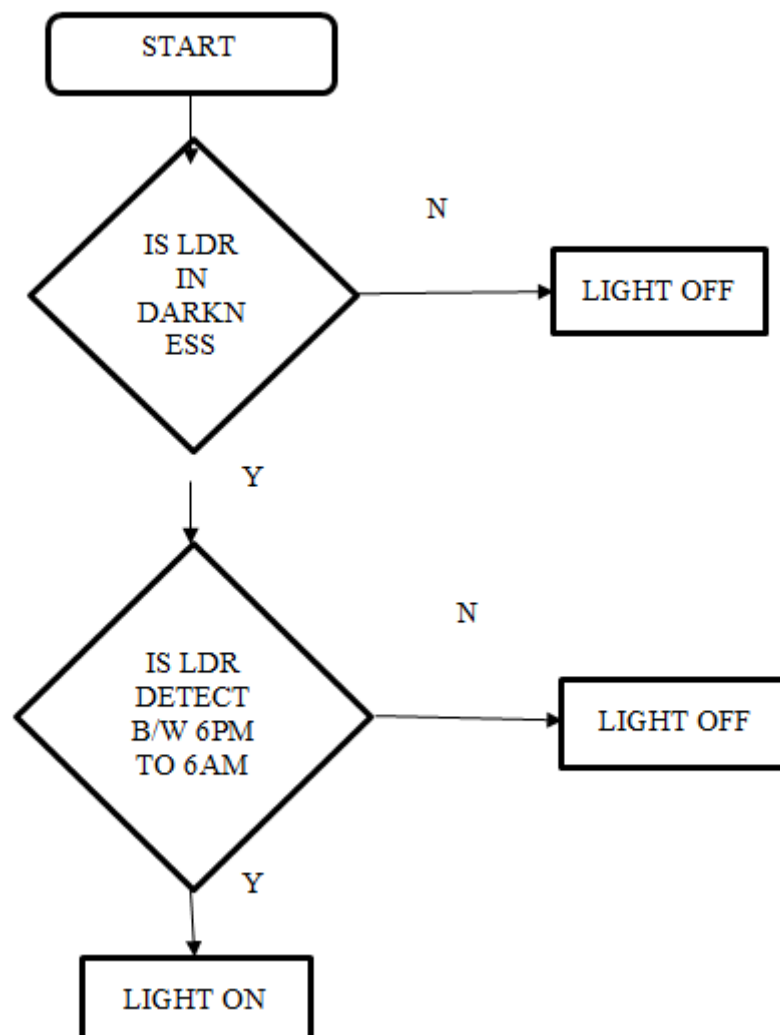 START
IS LDR
IN
DARKN
ESS
N
LIGHT OFF
Y
IS LDR
DETECT
B/W 6PM
TO 6AM
N
LIGHT OFF
Y
LIGHT ON